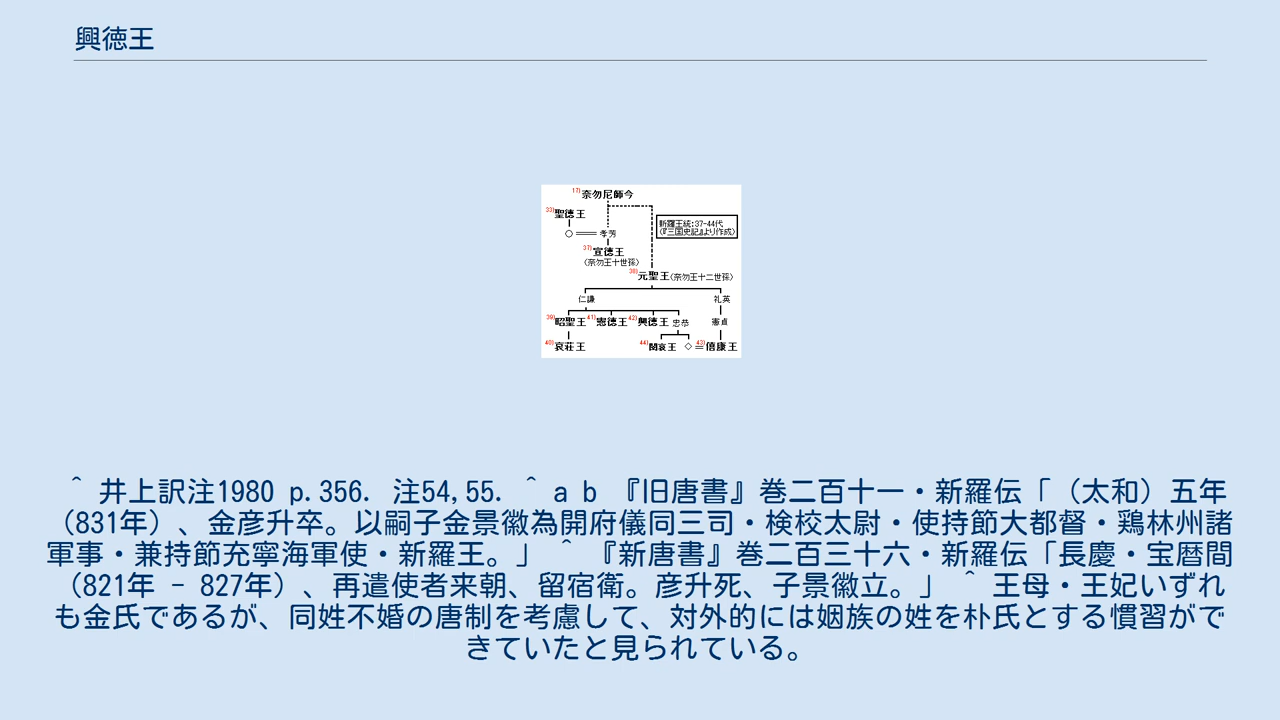 興徳王
17)奈勿尼師今
33)聖徳王
新羅王統:37-44代
(『三国史記』より作成)
孝芳
37)宣徳王
(奈勿王十世孫)
38)元聖王(奈勿王十二世孫)
仁謙
礼英
39)昭聖王 41)憲徳王 42)興徳王 忠恭 憲貞
40)哀荘王 44)閔哀王 43)僖康王
^ 井上訳注1980 p.356. 注54,55. ^ a b 『旧唐書』巻二百十一・新羅伝「（太和）五年
（831年）、金彦升卒。以嗣子金景徽為開府儀同三司・検校太尉・使持節大都督・鶏林州諸
軍事・兼持節充寧海軍使・新羅王。」 ^ 『新唐書』巻二百三十六・新羅伝「長慶・宝暦間
（821年 - 827年）、再遣使者来朝、留宿衛。彦升死、子景徽立。」 ^ 王母・王妃いずれ
も金氏であるが、同姓不婚の唐制を考慮して、対外的には姻族の姓を朴氏とする慣習がで
きていたと見られている。